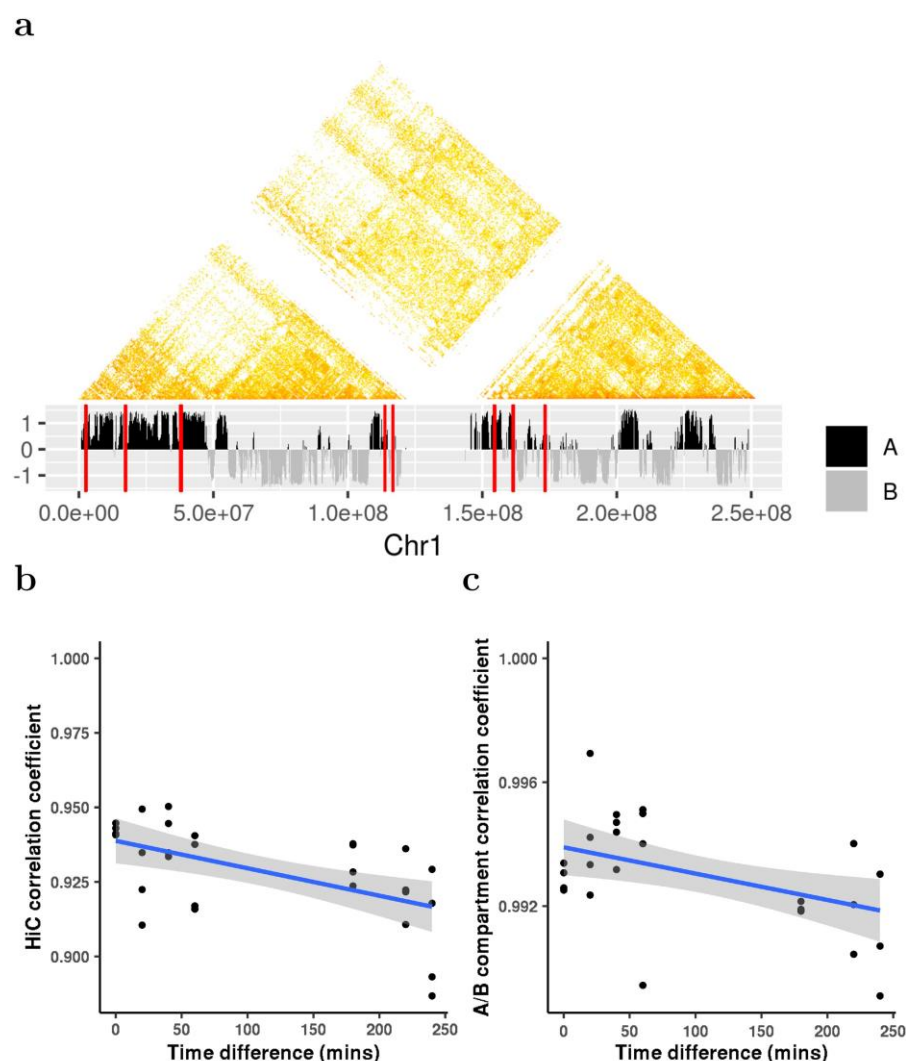 a
1
0
-1
A
B
0.0e+00 5.0e+07 1.0e+08 1.5e+08 2.0e+08 2.5e+08
Chr1
b
HiC correlation coefficient
1.000
0.975
0.950
0.925
0.900
0 50 100 150 200 250
Time difference (mins)
c
A/B compartment correlation coefficient
1.000
0.996
0.992
0 50 100 150 200 250
Time difference (mins)